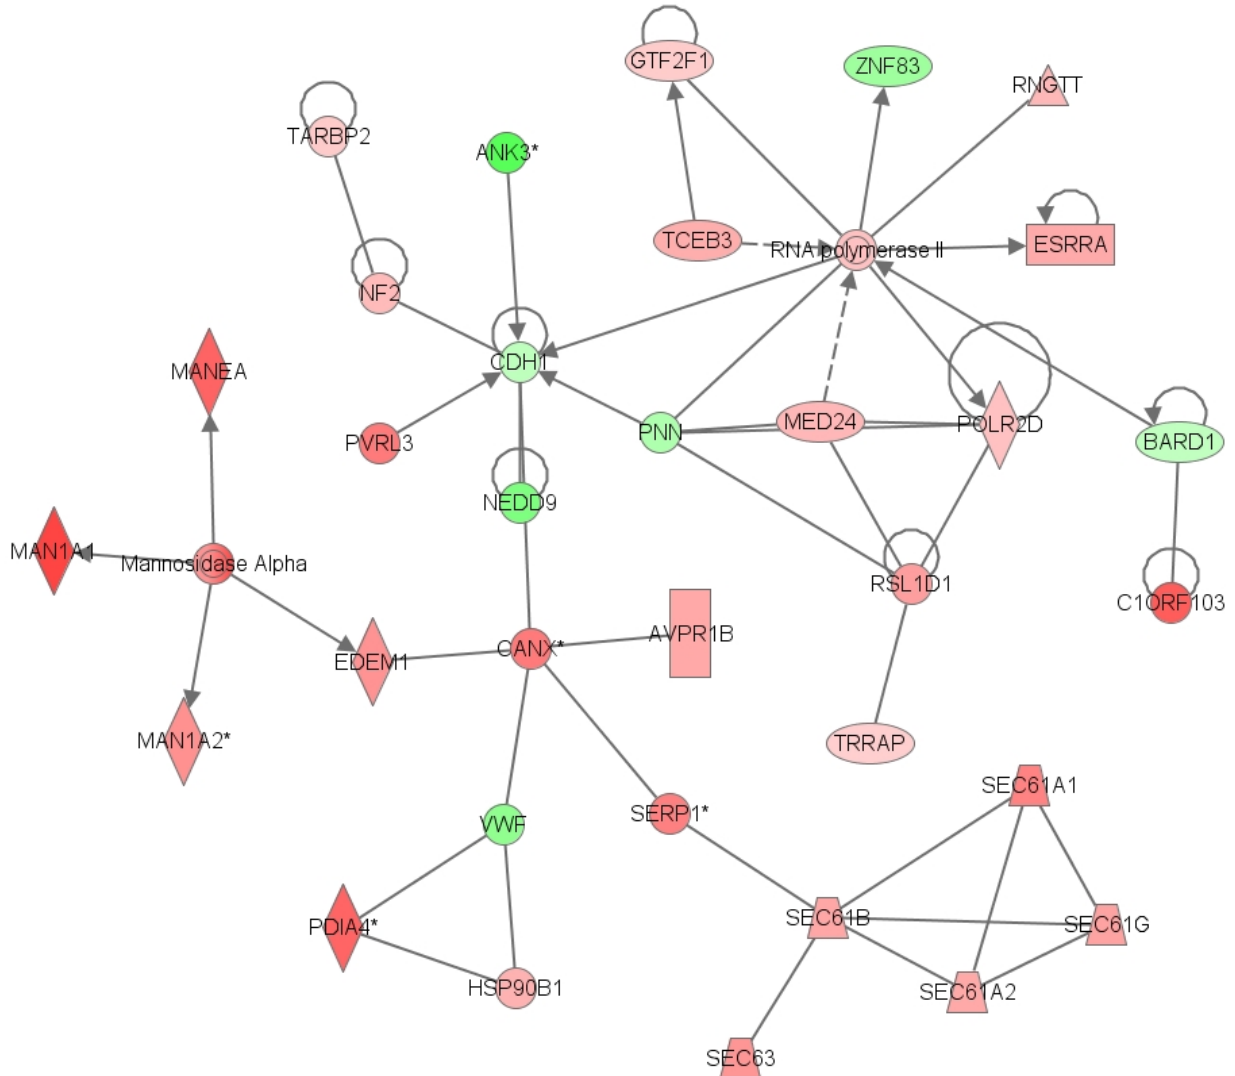 GTF2F1
ZNF83
RNGTT
TARBP2
ANK3*
TCEB3
RNA polymerase II
ESRRA
NF2
CDH1
MANEA
PVRL3
PNN
MED24
POLR2D
BARD1
NEDD9
MAN1A1
Mannosidase Alpha
RSL1D1
C1ORF103
EDEM1
CANX*
AVPR1B
MAN1A2*
TRRAP
SEC61A1
VWF
SERP1*
PDIA4*
SEC61B
SEC61G
HSP90B1
SEC61A2
SEC63